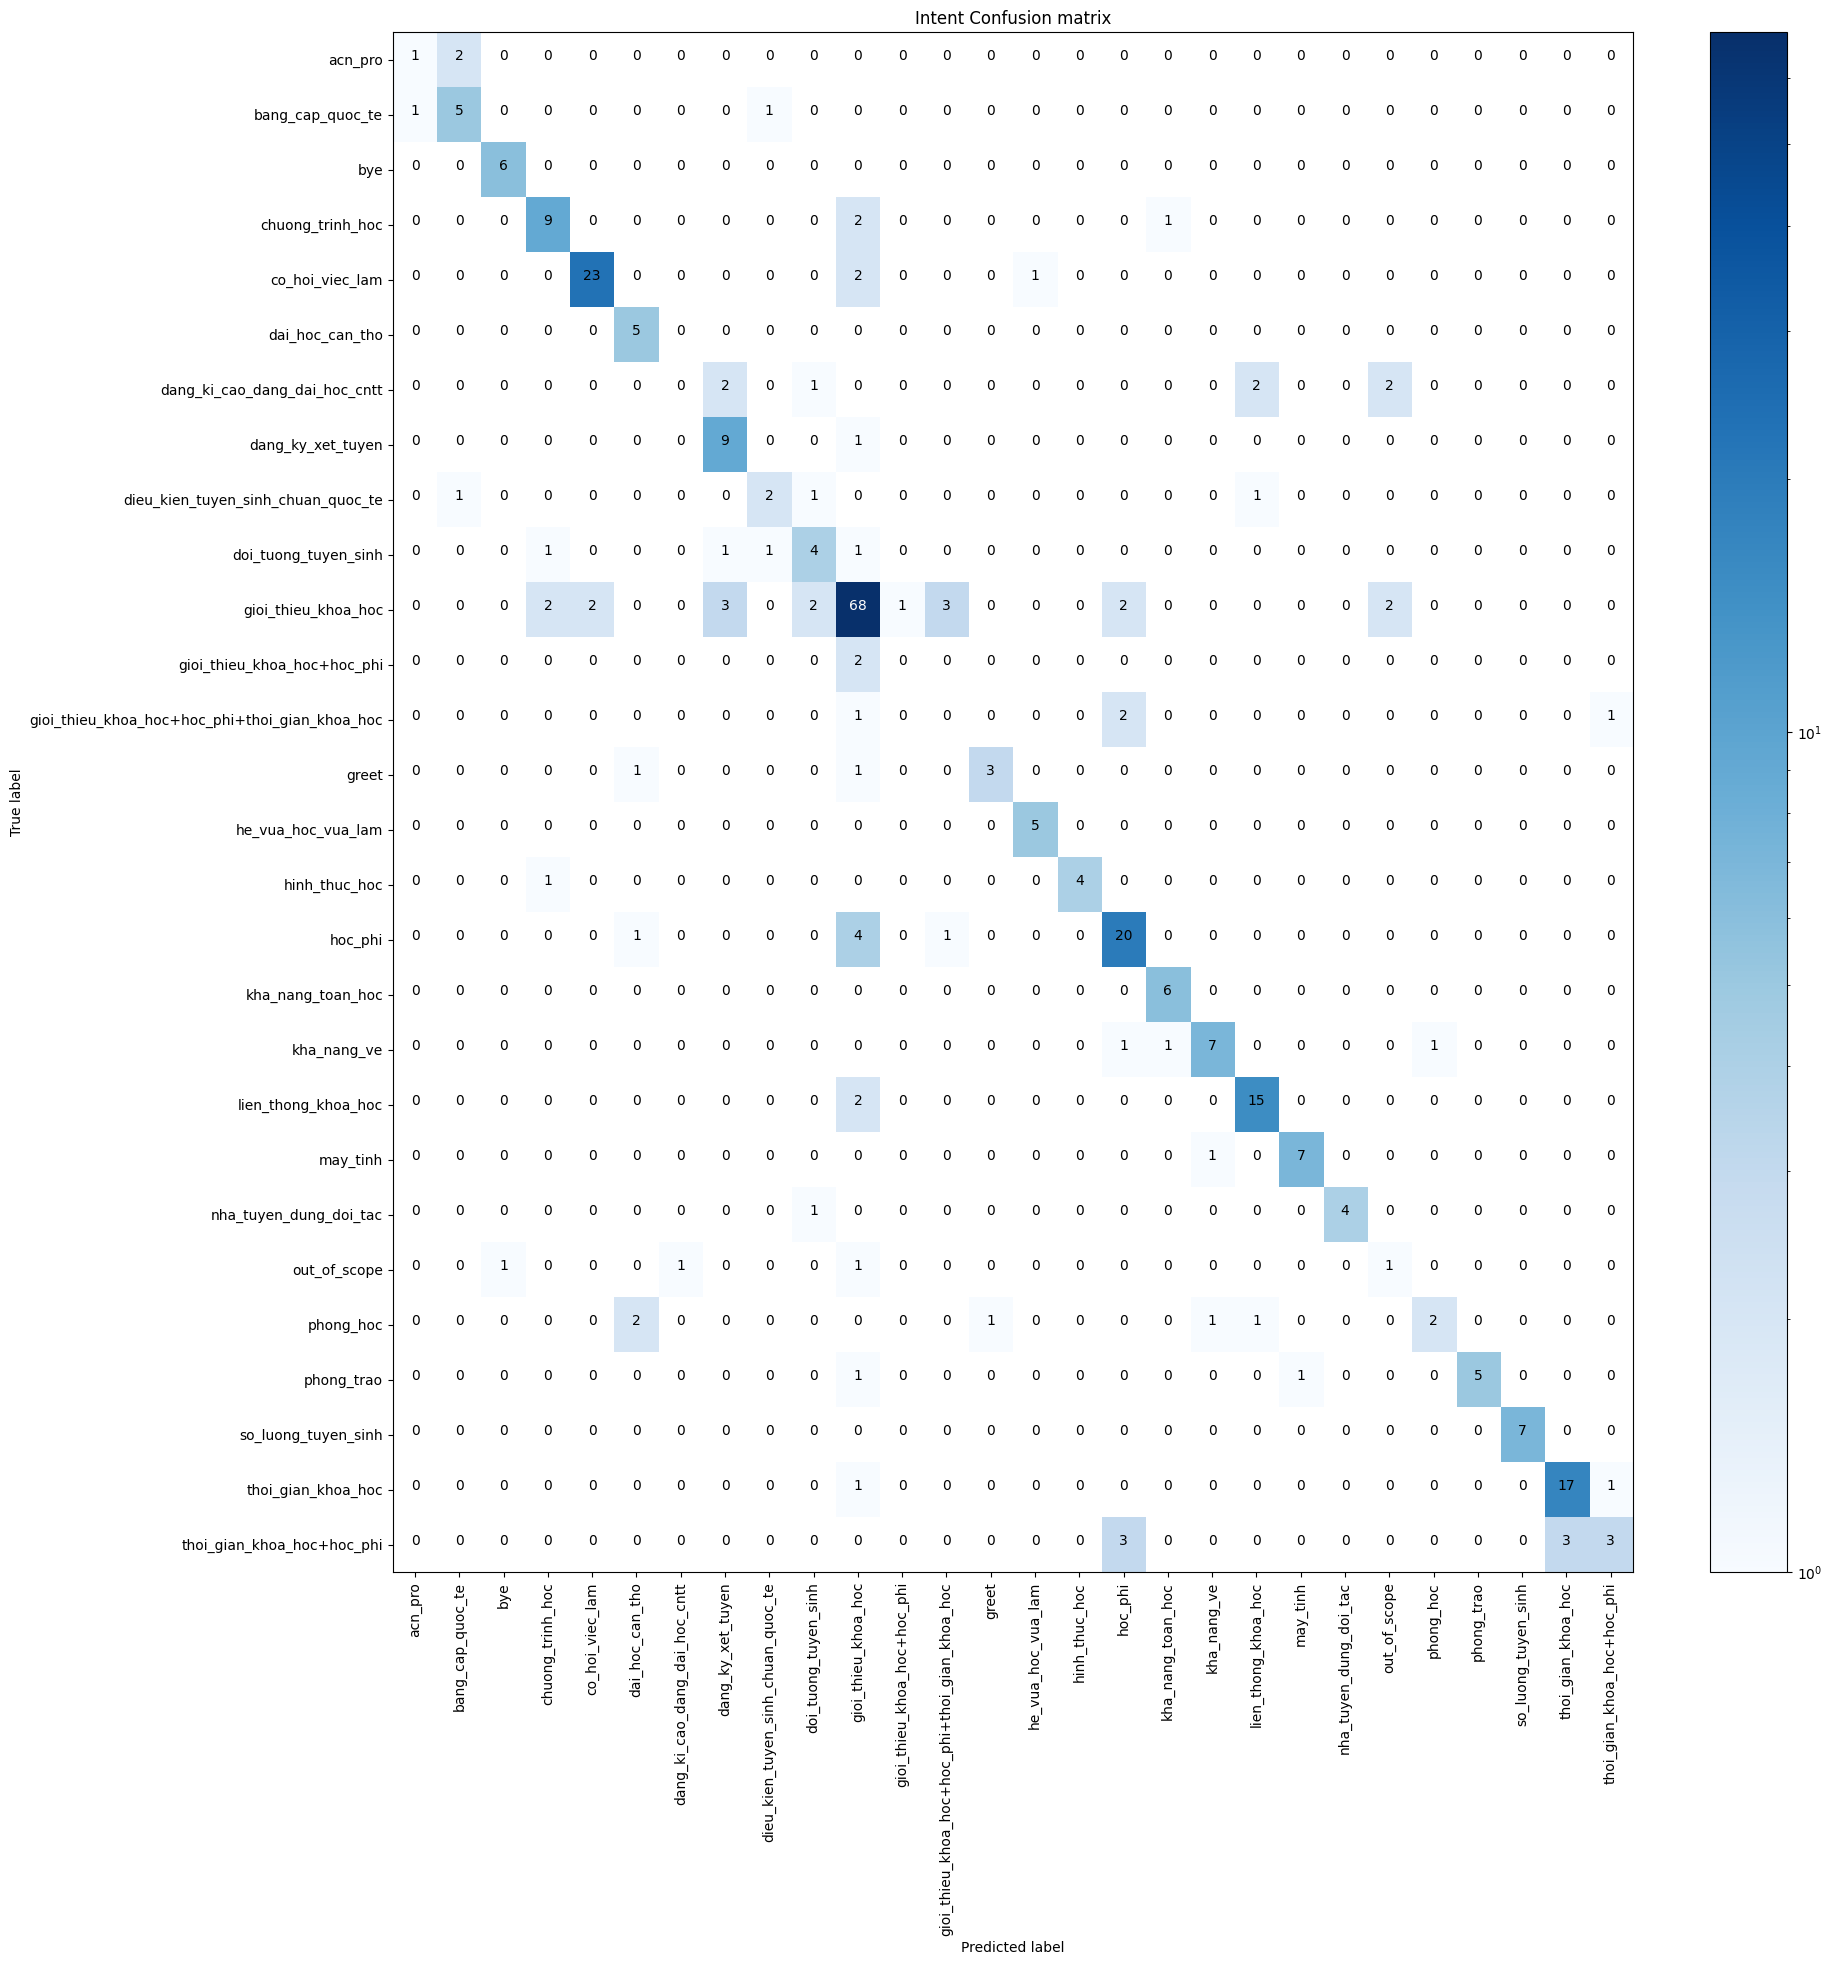 Intent Confusion matrix
acn_pro 1 2 0 0 0 0 0 0 0 0 0 0 0 0 0 0 0 0 0 0 0 0 0 0 0 0 0 0
bang_cap_quoc_te 1 5 0 0 0 0 0 0 1 0 0 0 0 0 0 0 0 0 0 0 0 0 0 0 0 0 0 0
bye 0 0 6 0 0 0 0 0 0 0 0 0 0 0 0 0 0 0 0 0 0 0 0 0 0 0 0 0
chuong_trinh_hoc 0 0 0 9 0 0 0 0 0 0 2 0 0 0 0 0 0 1 0 0 0 0 0 0 0 0 0 0
co_hoi_viec_lam 0 0 0 0 23 0 0 0 0 0 2 0 0 0 1 0 0 0 0 0 0 0 0 0 0 0 0 0
dai_hoc_can_tho 0 0 0 0 0 5 0 0 0 0 0 0 0 0 0 0 0 0 0 0 0 0 0 0 0 0 0 0
dang_ki_cao_dang_dai_hoc_cntt 0 0 0 0 0 0 0 2 0 1 0 0 0 0 0 0 0 0 0 2 0 0 2 0 0 0 0 0
dang_ky_xet_tuyen 0 0 0 0 0 0 0 9 0 0 1 0 0 0 0 0 0 0 0 0 0 0 0 0 0 0 0 0
dieu_kien_tuyen_sinh_chuan_quoc_te 0 1 0 0 0 0 0 0 2 1 0 0 0 0 0 0 0 0 0 1 0 0 0 0 0 0 0 0
doi_tuong_tuyen_sinh 0 0 0 1 0 0 0 1 1 4 1 0 0 0 0 0 0 0 0 0 0 0 0 0 0 0 0 0
gioi_thieu_khoa_hoc 0 0 0 2 2 0 0 3 0 2 68 1 3 0 0 0 2 0 0 0 0 0 2 0 0 0 0 0
gioi_thieu_khoa_hoc+hoc_phi 0 0 0 0 0 0 0 0 0 0 2 0 0 0 0 0 0 0 0 0 0 0 0 0 0 0 0 0
gioi_thieu_khoa_hoc+hoc_phi+thoi_gian_khoa_hoc 0 0 0 0 0 0 0 0 0 0 1 0 0 0 0 0 2 0 0 0 0 0 0 0 0 0 0 1
greet 0 0 0 0 0 1 0 0 0 0 1 0 0 3 0 0 0 0 0 0 0 0 0 0 0 0 0 0
he_vua_hoc_vua_lam 0 0 0 0 0 0 0 0 0 0 0 0 0 0 5 0 0 0 0 0 0 0 0 0 0 0 0 0
hinh_thuc_hoc 0 0 0 1 0 0 0 0 0 0 0 0 0 0 0 4 0 0 0 0 0 0 0 0 0 0 0 0
hoc_phi 0 0 0 0 0 1 0 0 0 0 4 0 1 0 0 0 20 0 0 0 0 0 0 0 0 0 0 0
kha_nang_toan_hoc 0 0 0 0 0 0 0 0 0 0 0 0 0 0 0 0 0 6 0 0 0 0 0 0 0 0 0 0
kha_nang_ve 0 0 0 0 0 0 0 0 0 0 0 0 0 0 0 0 1 1 7 0 0 0 0 1 0 0 0 0
lien_thong_khoa_hoc 0 0 0 0 0 0 0 0 0 0 2 0 0 0 0 0 0 0 0 15 0 0 0 0 0 0 0 0
may_tinh 0 0 0 0 0 0 0 0 0 0 0 0 0 0 0 0 0 0 1 0 7 0 0 0 0 0 0 0
nha_tuyen_dung_doi_tac 0 0 0 0 0 0 0 0 0 1 0 0 0 0 0 0 0 0 0 0 0 4 0 0 0 0 0 0
out_of_scope 0 0 1 0 0 0 1 0 0 0 1 0 0 0 0 0 0 0 0 0 0 0 1 0 0 0 0 0
phong_hoc 0 0 0 0 0 2 0 0 0 0 0 0 0 1 0 0 0 0 1 1 0 0 0 2 0 0 0 0
phong_trao 0 0 0 0 0 0 0 0 0 0 1 0 0 0 0 0 0 0 0 0 1 0 0 0 5 0 0 0
so_luong_tuyen_sinh 0 0 0 0 0 0 0 0 0 0 0 0 0 0 0 0 0 0 0 0 0 0 0 0 0 7 0 0
thoi_gian_khoa_hoc 0 0 0 0 0 0 0 0 0 0 1 0 0 0 0 0 0 0 0 0 0 0 0 0 0 0 17 1
thoi_gian_khoa_hoc+hoc_phi 0 0 0 0 0 0 0 0 0 0 0 0 0 0 0 0 3 0 0 0 0 0 0 0 0 0 3 3
True label
acn_pro
bang_cap_quoc_te
bye
chuong_trinh_hoc
co_hoi_viec_lam
dai_hoc_can_tho
dang_ki_cao_dang_dai_hoc_cntt
dang_ky_xet_tuyen
dieu_kien_tuyen_sinh_chuan_quoc_te
doi_tuong_tuyen_sinh
gioi_thieu_khoa_hoc
gioi_thieu_khoa_hoc+hoc_phi
gioi_thieu_khoa_hoc+hoc_phi+thoi_gian_khoa_hoc
greet
he_vua_hoc_vua_lam
hinh_thuc_hoc
hoc_phi
kha_nang_toan_hoc
kha_nang_ve
lien_thong_khoa_hoc
may_tinh
nha_tuyen_dung_doi_tac
out_of_scope
phong_hoc
phong_trao
so_luong_tuyen_sinh
thoi_gian_khoa_hoc
thoi_gian_khoa_hoc+hoc_phi
Predicted label
10¹
10⁰